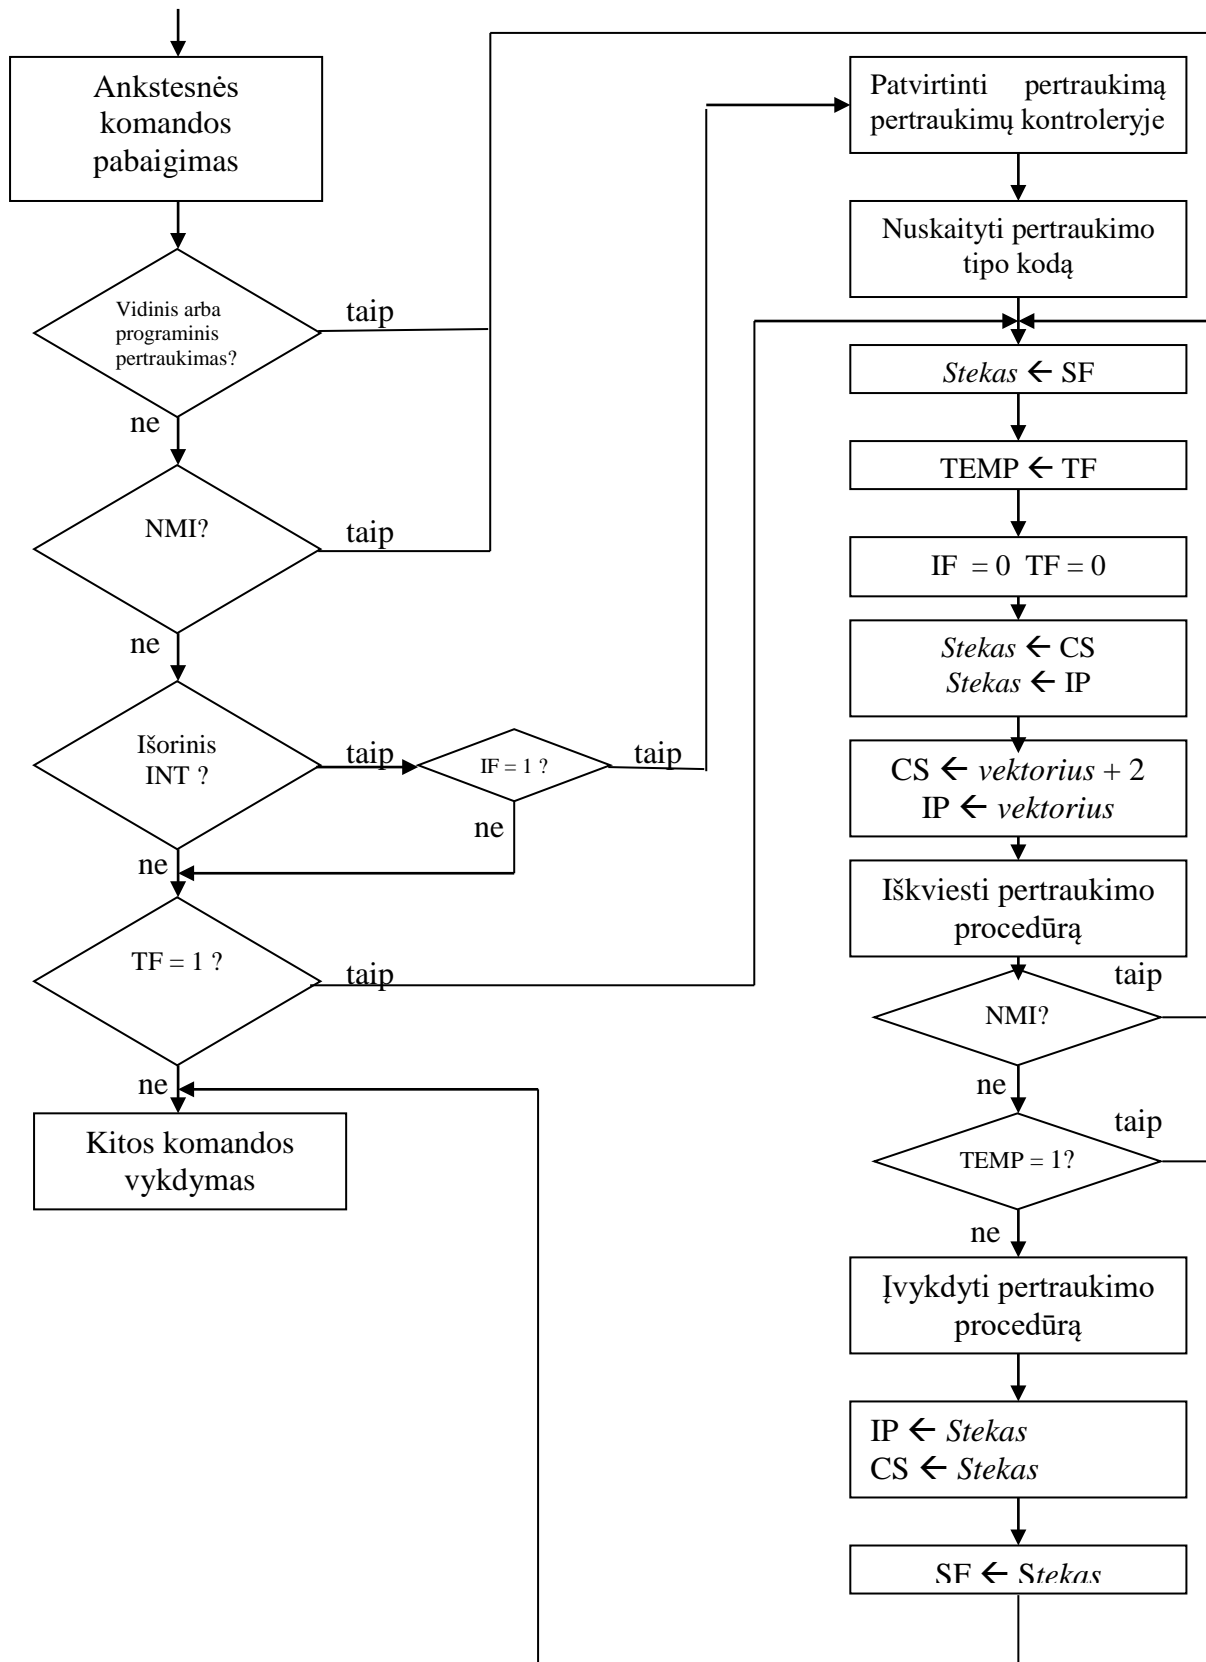 Ankstesnės
komandos
pabaigimas
Vidinis arba
programinis
pertraukimas?
taip
ne
NMI?
taip
ne
Išorinis
INT ?
taip
IF = 1 ?
taip
ne
ne
TF = 1 ?
taip
ne
Kitos komandos
vykdymas
Patvirtinti pertraukimą
pertraukimų kontroleryje
Nuskaityti pertraukimo
tipo kodą
Stekas ← SF
TEMP ← TF
IF = 0 TF = 0
Stekas ← CS
Stekas ← IP
CS ← vektorius + 2
IP ← vektorius
Iškviesti pertraukimo
procedūrą
taip
NMI?
ne
taip
TEMP = 1?
ne
Įvykdyti pertraukimo
procedūrą
IP ← Stekas
CS ← Stekas
SF ← Stekas